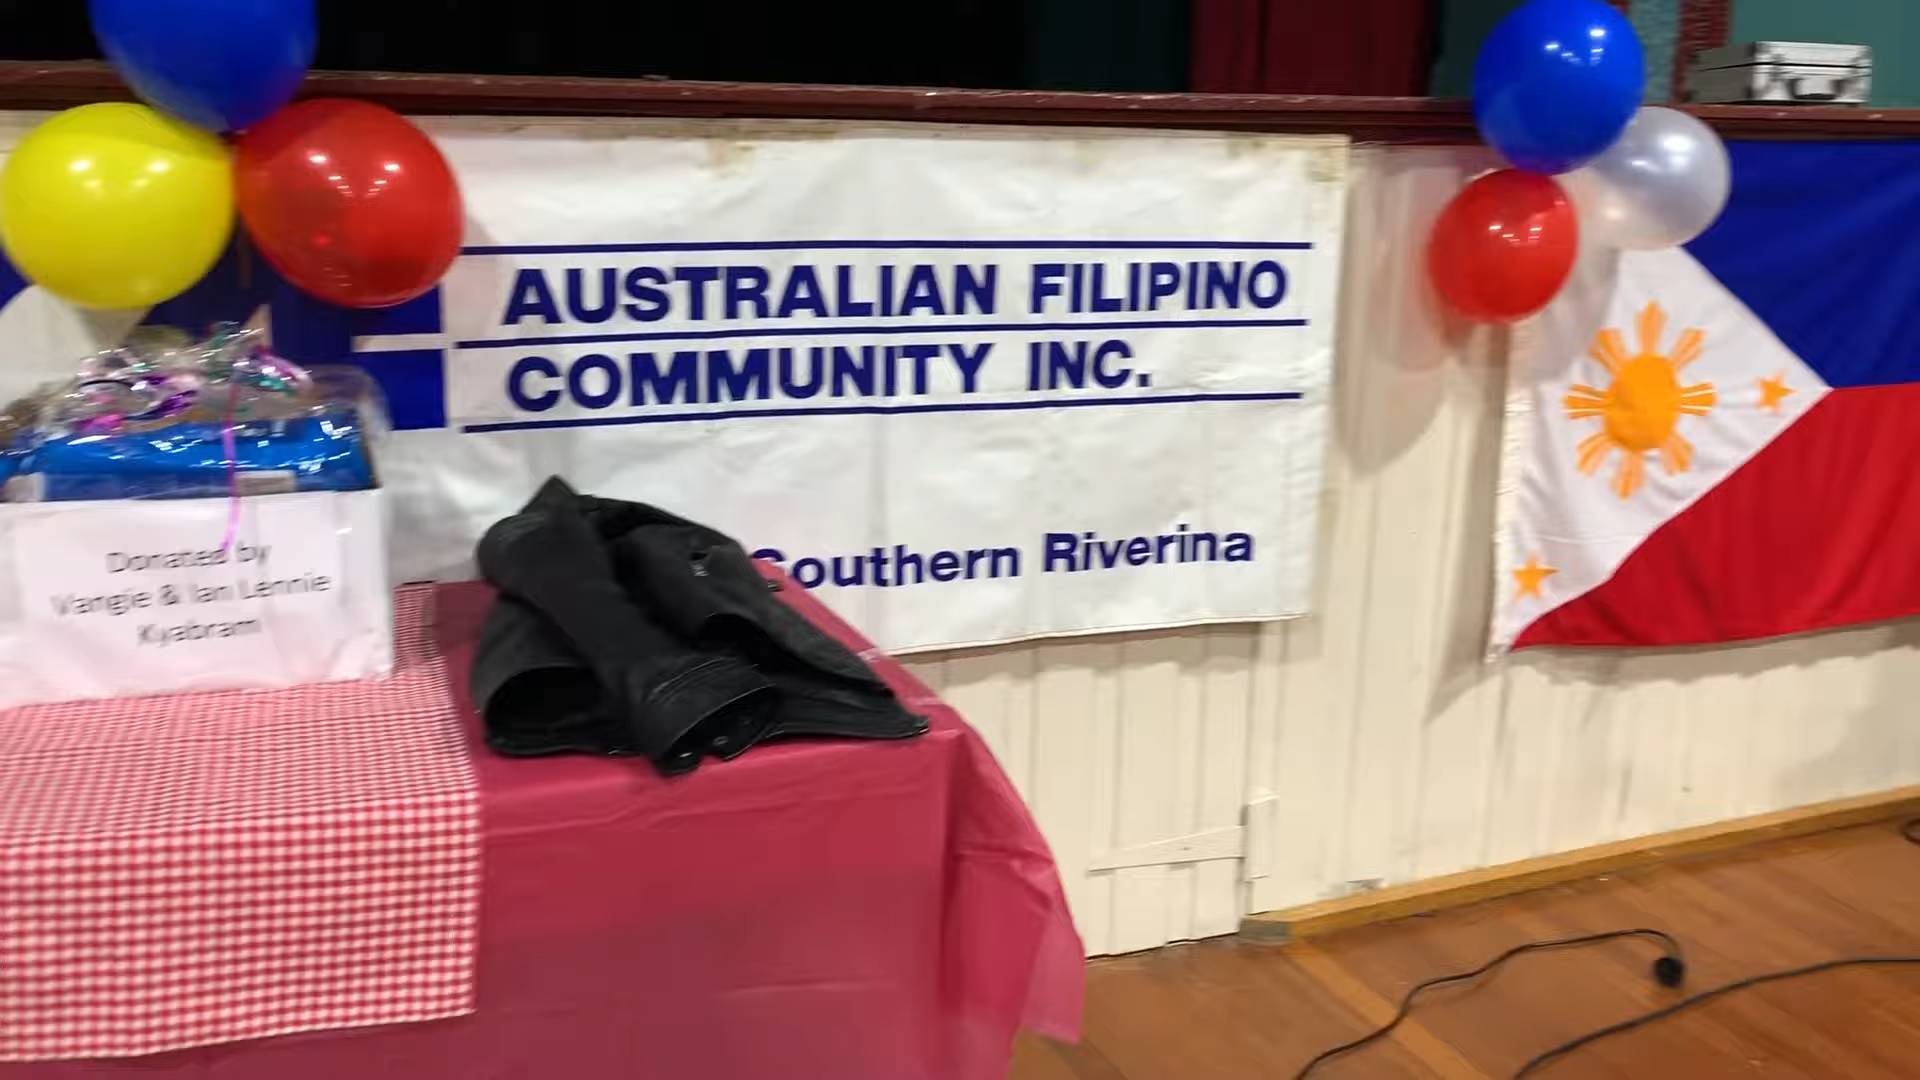 AUSTRALIAN FILIPINO
COMMUNITY INC.
Southern Riverina
Donated by
Vangie & Ian Lennie
Kyabram